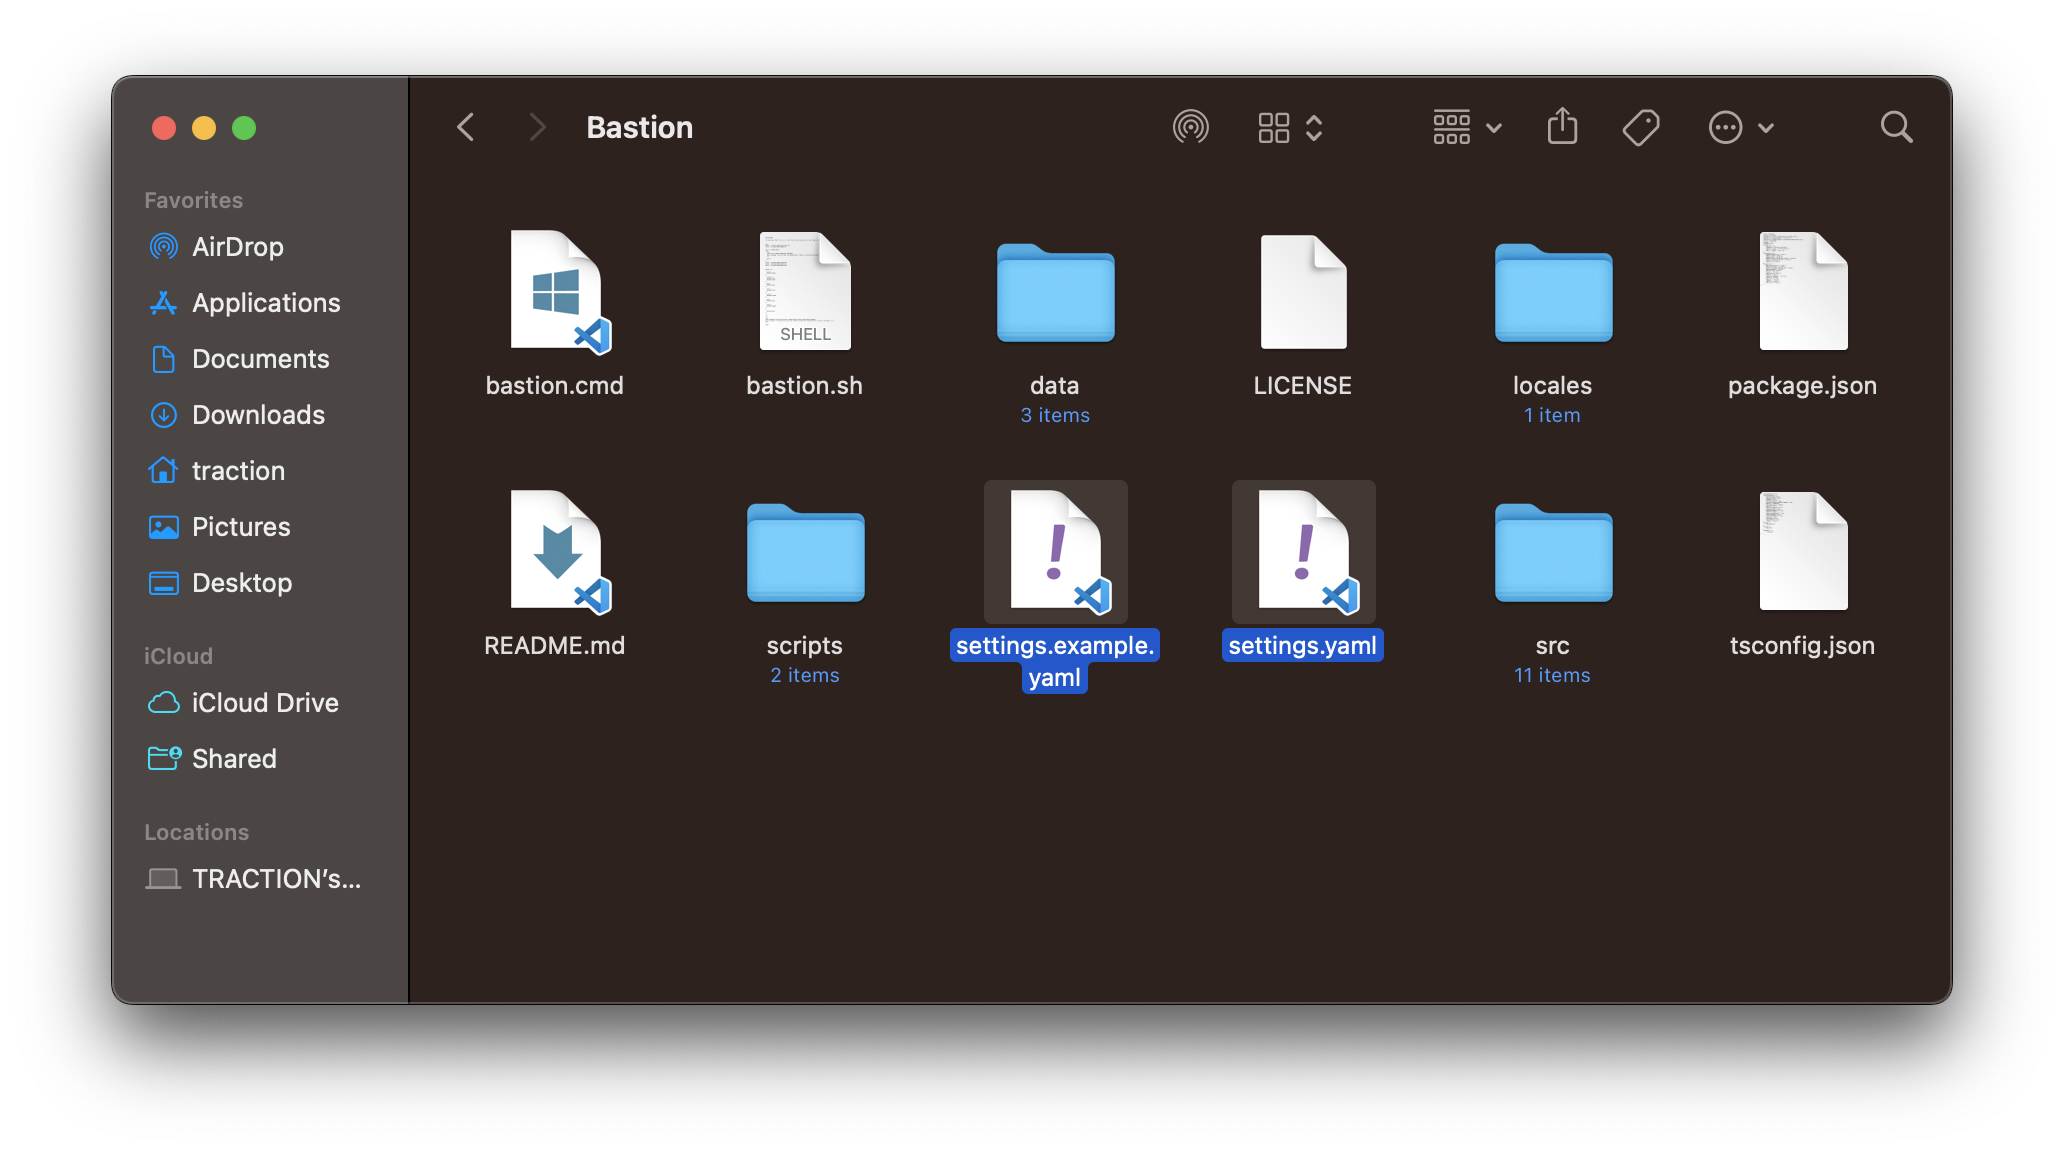 Bastion
Favorites
AirDrop
Applications
Documents
Downloads
traction
Pictures
Desktop
iCloud
iCloud Drive
Shared
Locations
TRACTION's...
SHELL
bastion.cmd
bastion.sh
data
3 items
LICENSE
locales
1 item
package.json
README.md
scripts
2 items
settings.example.
yaml
settings.yaml
src
11 items
tsconfig.json